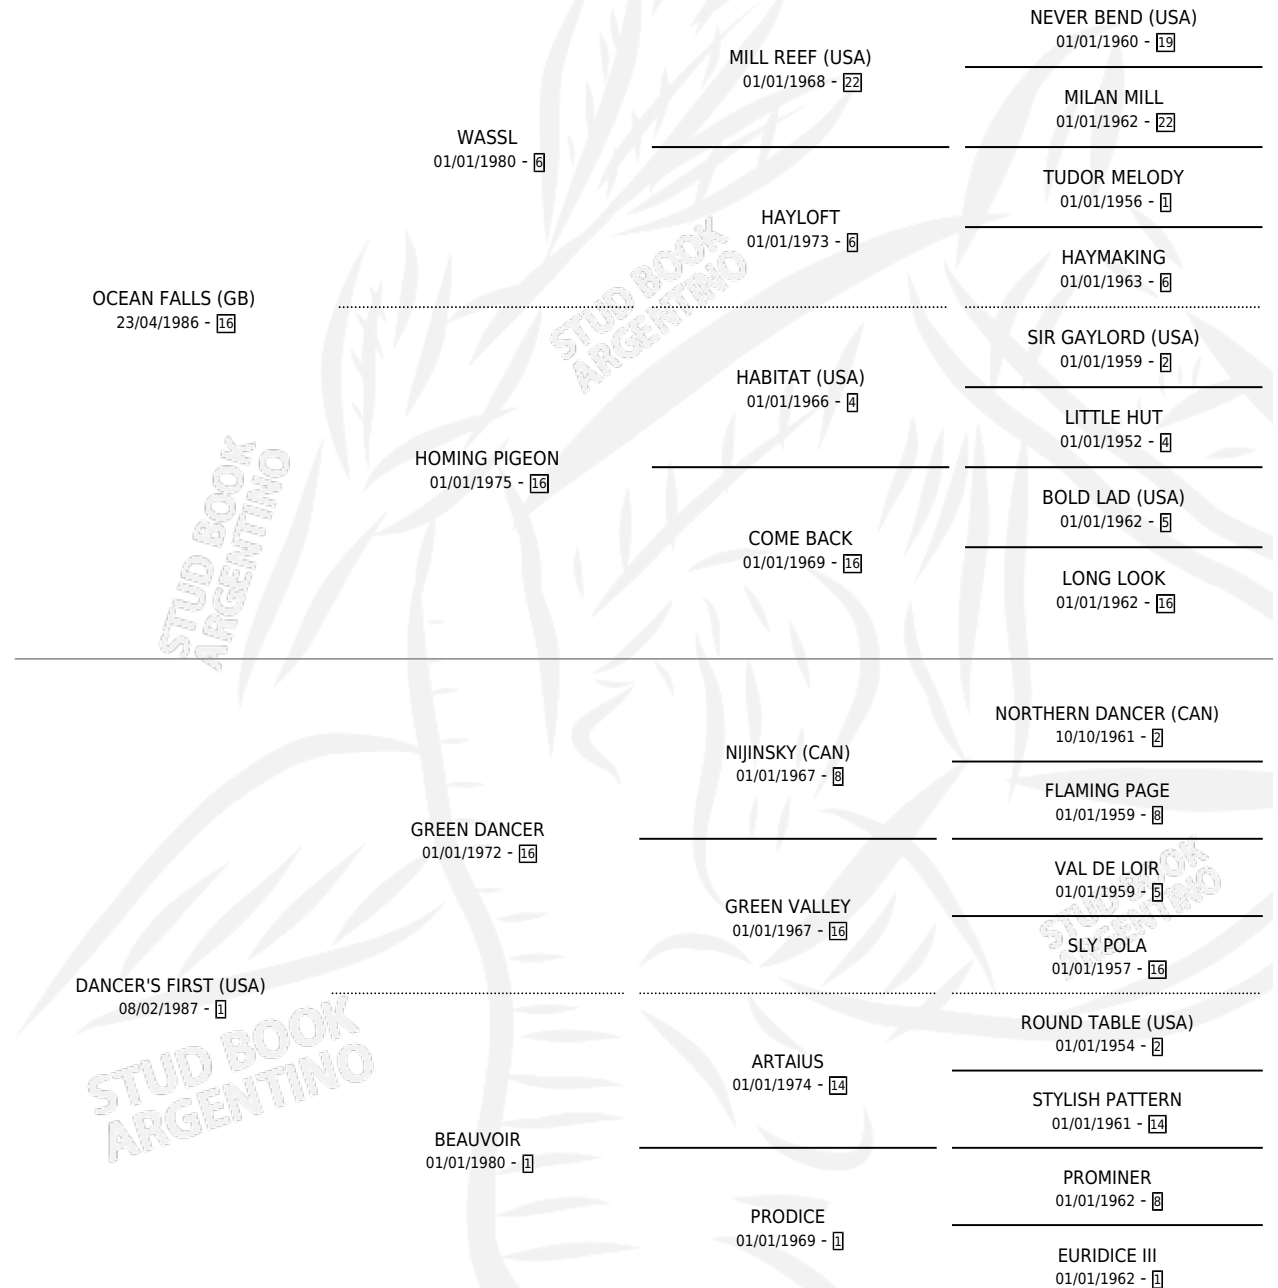 NEVER BEND (USA)
01/01/1960 - 19
MILL REEF (USA)
01/01/1968 - 22
MILAN MILL
01/01/1962 - 22
WASSL
01/01/1980 - 6
TUDOR MELODY
01/01/1956 - 1
HAYLOFT
01/01/1973 - 6
HAYMAKING
01/01/1963 - 6
OCEAN FALLS (GB)
23/04/1986 - 16
SIR GAYLORD (USA)
01/01/1959 - 2
HABITAT (USA)
01/01/1966 - 4
LITTLE HUT
01/01/1952 - 4
HOMING PIGEON
01/01/1975 - 16
BOLD LAD (USA)
01/01/1962 - 5
COME BACK
01/01/1969 - 16
LONG LOOK
01/01/1962 - 16
NORTHERN DANCER (CAN)
10/10/1961 - 2
NIJINSKY (CAN)
01/01/1967 - 8
FLAMING PAGE
01/01/1959 - 8
GREEN DANCER
01/01/1972 - 16
VAL DE LOIR
01/01/1959 - 5
GREEN VALLEY
01/01/1967 - 16
SLY POLA
01/01/1957 - 16
DANCER'S FIRST (USA)
08/02/1987 - 1
ROUND TABLE (USA)
01/01/1954 - 2
ARTAIUS
01/01/1974 - 14
STYLISH PATTERN
01/01/1961 - 14
BEAUVOIR
01/01/1980 - 1
PROMINER
01/01/1962 - 8
PRODICE
01/01/1969 - 1
EURIDICE III
01/01/1962 - 1
STUD BOOK
ARGENTINO
STUD BOOK
ARGENTINO
STUD BOOK
ARGENTINO
STUD BOOK
ARGENTINO